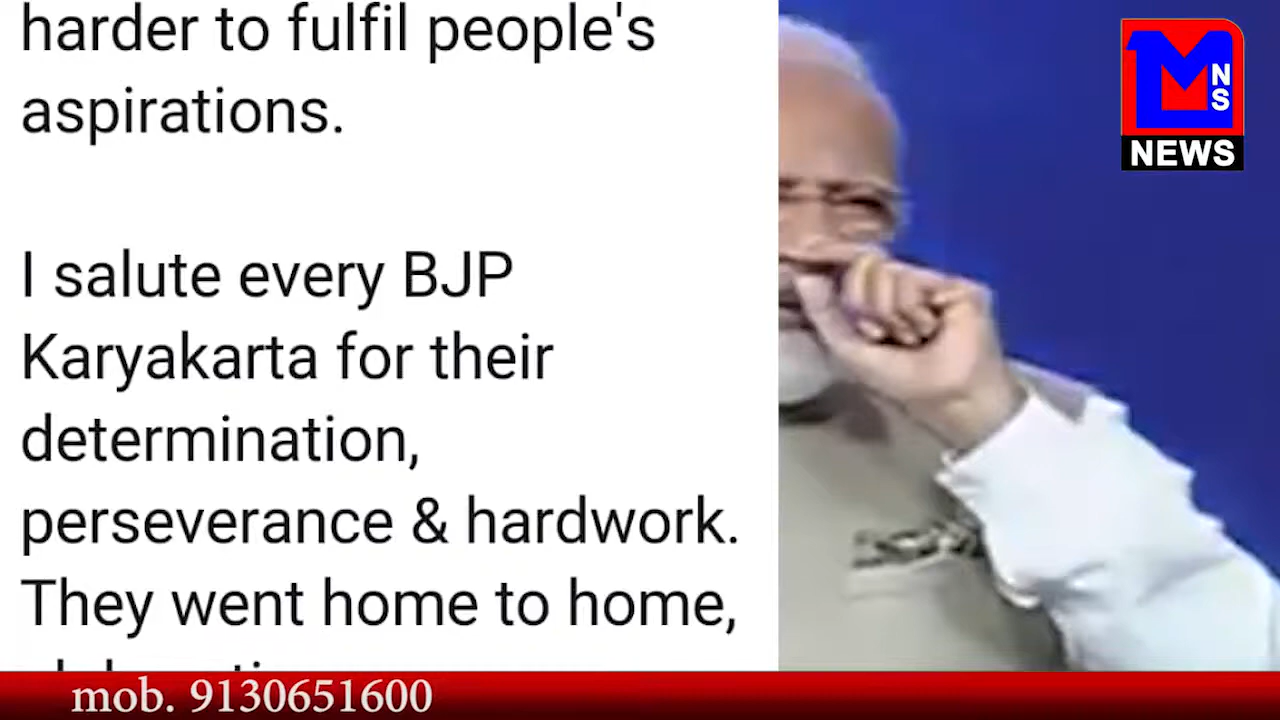 harder to fulfil people's
aspirations.
I salute every BJP
Karyakarta for their
determination,
perseverance & hardwork.
They went home to home,
M
NS
NEWS
mob. 9130651600